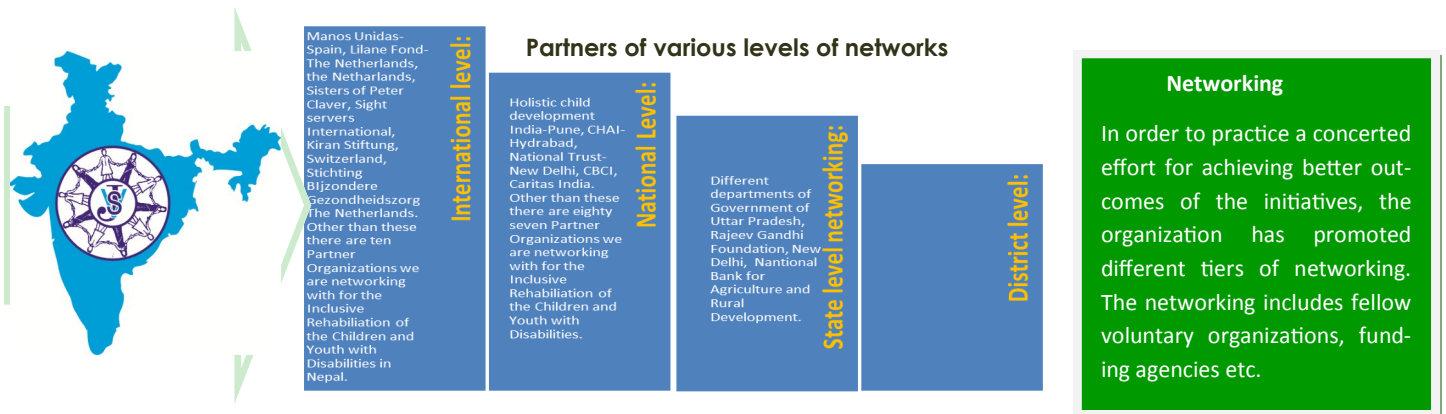 Partners of various levels of networks
Manos Unidas-
Spain, Lilane Fond-
The Netherlands,
the Netharlands,
Sisters of Peter
Claver, Sight
servers
International,
Kiran Stiftung,
Switzerland,
Stichting
BIjzondere
Gezondheidszorg
The Netherlands.
Other than these
there are ten
Partner
Organizations we
are networking
with for the
Inclusive
Rehabiliation of
the Children and
Youth with
Disabilities in
Nepal.
International level:
Holistic child
development
India-Pune, CHAI-
Hydrabad,
National Trust-
New Delhi, CBCI,
Caritas India.
Other than these
there are eighty
seven Partner
Organizations we
are networking
with for the
Inclusive
Rehabiliation of
the Children and
Youth with
Disabilities.
National Level:
Different
departments of
Government of
Uttar Pradesh,
Rajeev Gandhi
Foundation, New
Delhi, Nantional
Bank for
Agriculture and
Rural
Development.
State level networking:
District level:
Networking
In order to practice a concerted
effort for achieving better out-
comes of the initiatives, the
organization has promoted
different tiers of networking.
The networking includes fellow
voluntary organizations, fund-
ing agencies etc.